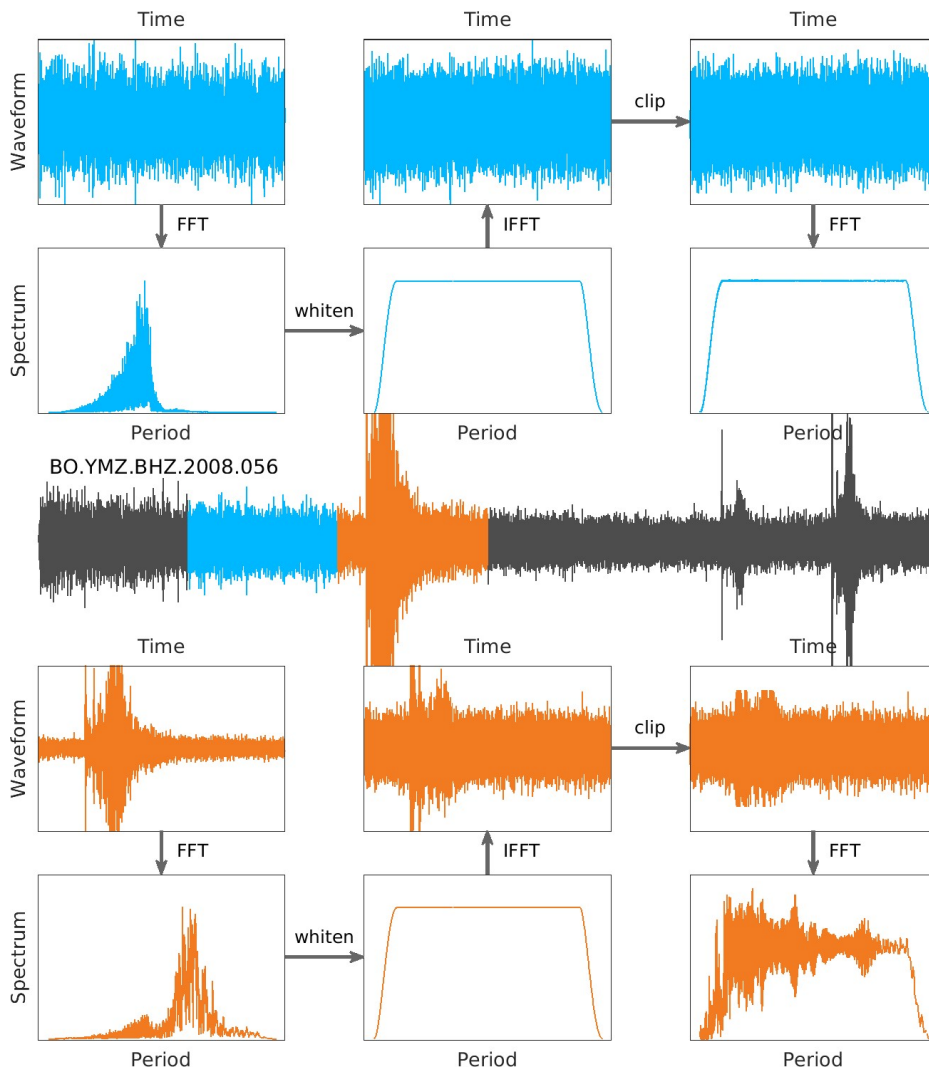 Time Time Time
Waveform
clip
FFT IFFT FFT
Spectrum
whiten
Period Period Period
BO.YMZ.BHZ.2008.056
Time Time Time
Waveform
clip
FFT IFFT FFT
Spectrum
whiten
Period Period Period